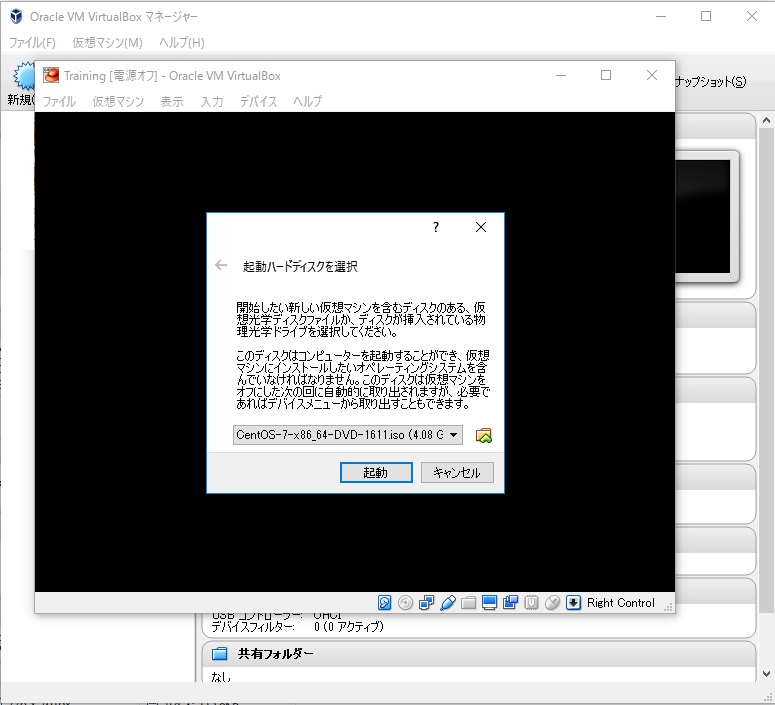 Oracle VM VirtualBox マネージャー
ファイル(F) 仮想マシン(M) ヘルプ(H)
新規(
ナップショット(S)
Training [電源オフ] - Oracle VM VirtualBox
ファイル 仮想マシン 表示 入力 デバイス ヘルプ
?
起動ハードディスクを選択
開始したい新しい仮想マシンを含むディスクのある、仮
想光学ディスクファイルか、ディスクが挿入されている物
理光学ドライブを選択してください。
このディスクはコンピューターを起動することができ、仮想
マシンにインストールしたいオペレーティングシステムを含
んでいなければなりません。このディスクは仮想マシンを
オフにした次の回に自動的に取り出されますが、必要で
あればデバイスメニューから取り出すこともできます。
CentOS-7-x86_64-DVD-1611.iso (4.08 G
起動 キャンセル
Right Control
USB コントローラー: OHCI
デバイスフィルター: 0 (0 アクティブ)
共有フォルダー
なし